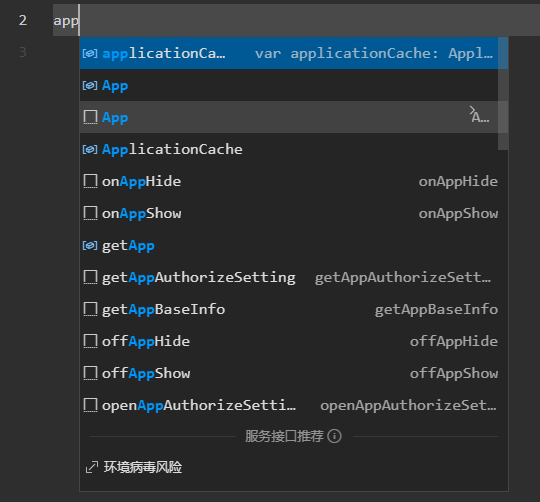 2 app
3
applicationCa… var applicationCache: Appl…
App
App A…
ApplicationCache
onAppHide onAppHide
onAppShow onAppShow
getApp
getAppAuthorizeSetting getAppAuthorizeSett…
getAppBaseInfo getAppBaseInfo
offAppHide offAppHide
offAppShow offAppShow
openAppAuthorizeSetti… openAppAuthorizeSet…
服务接口推荐
环境病毒风险